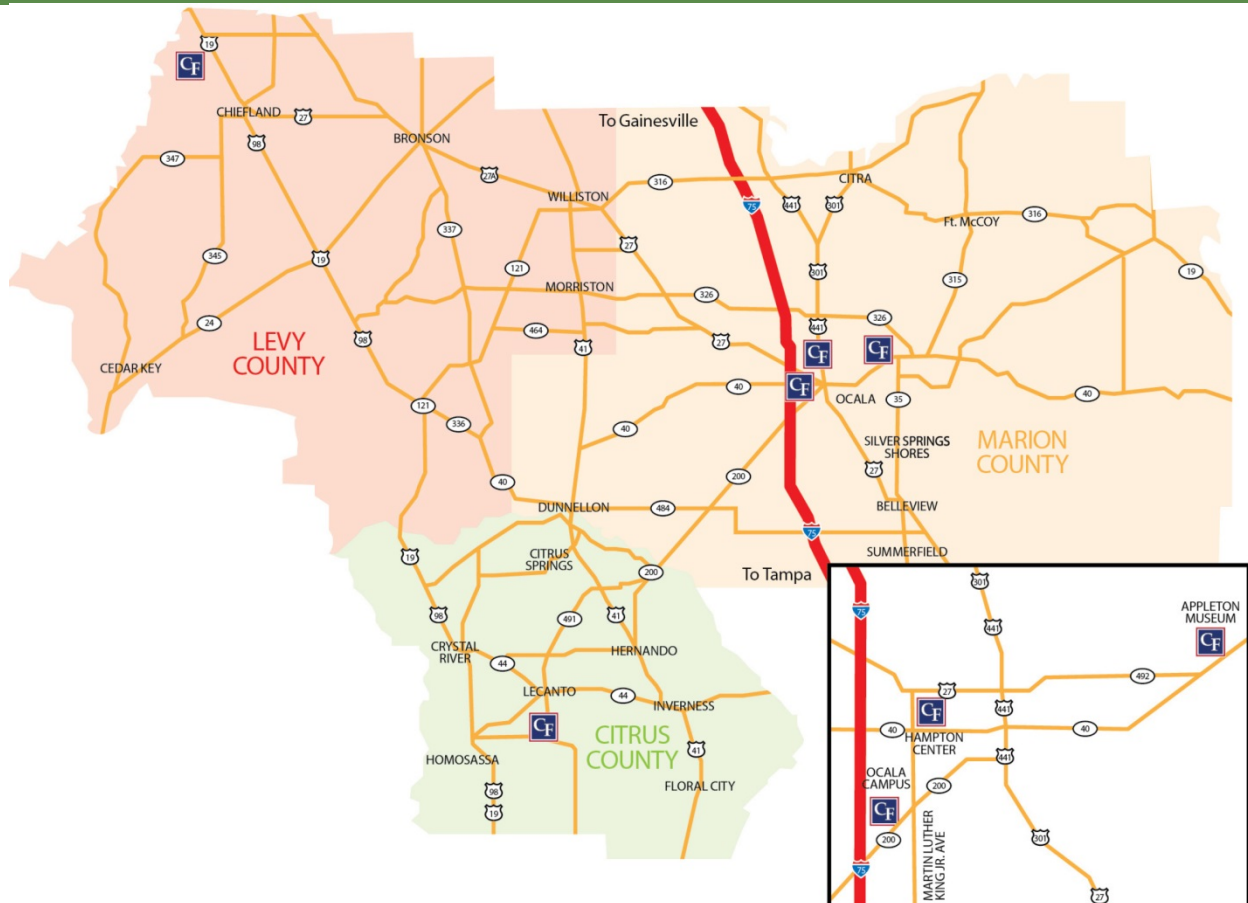 19
CF
CHIEFLAND
27
98
BRONSON
347
27A
WILLISTON
To Gainesville
316
75
441
301
CITRA
Ft. McCOY
316
337
27
345
19
121
301
315
19
MORRISTON
326
24
98
464
41
27
441
326
CF
CF
LEVY
COUNTY
CEDAR KEY
CF
40
OCALA
35
40
121
336
40
SILVER SPRINGS
SHORES
MARION
COUNTY
200
27
40
DUNNELLON
484
BELLEVIEW
75
19
CITRUS
SPRINGS
SUMMERFIELD
200
To Tampa
98
491
41
CRYSTAL
RIVER
44
HERNANDO
LECANTO
44
INVERNESS
CF
CITRUS
COUNTY
41
HOMOSASSA
FLORAL CITY
98
19
301
75
441
APPLETON
MUSEUM
CF
492
27
441
CF
40
HAMPTON
CENTER
40
441
OCALA
CAMPUS
200
CF
200
301
MARTIN LUTHER
KING JR. AVE
75
27